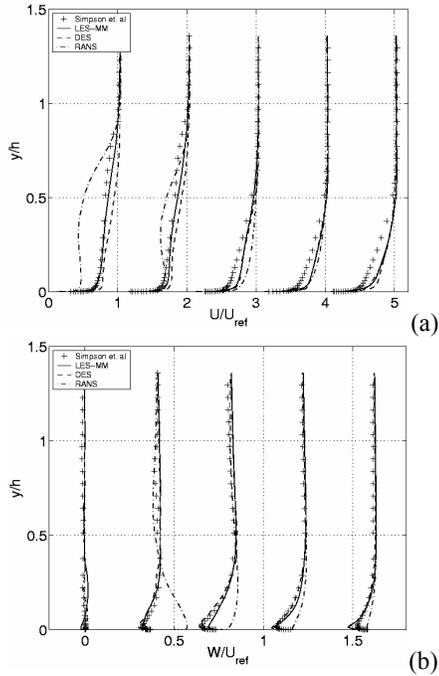 1.5
Simpson et. al
LES-MM
DES
RANS
1
y/h
0.5
0
0 1 2 3 4 5
U/U_ref
(a)
1.5
Simpson et. al
LES-MM
DES
RANS
1
y/h
0.5
0
0 0.5 1 1.5
W/U_ref
(b)